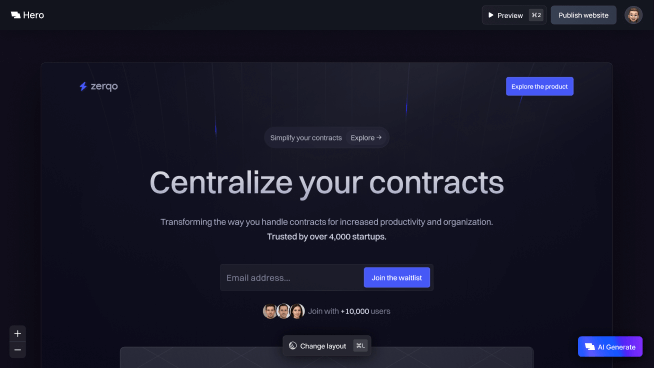 Hero
Preview ⌘2
Publish website
zerqo
Explore the product
Simplify your contracts Explore →
Centralize your contracts
Transforming the way you handle contracts for increased productivity and organization.
Trusted by over 4,000 startups.
Email address...
Join the waitlist
Join with +10,000 users
Change layout ⌘L
AI Generate